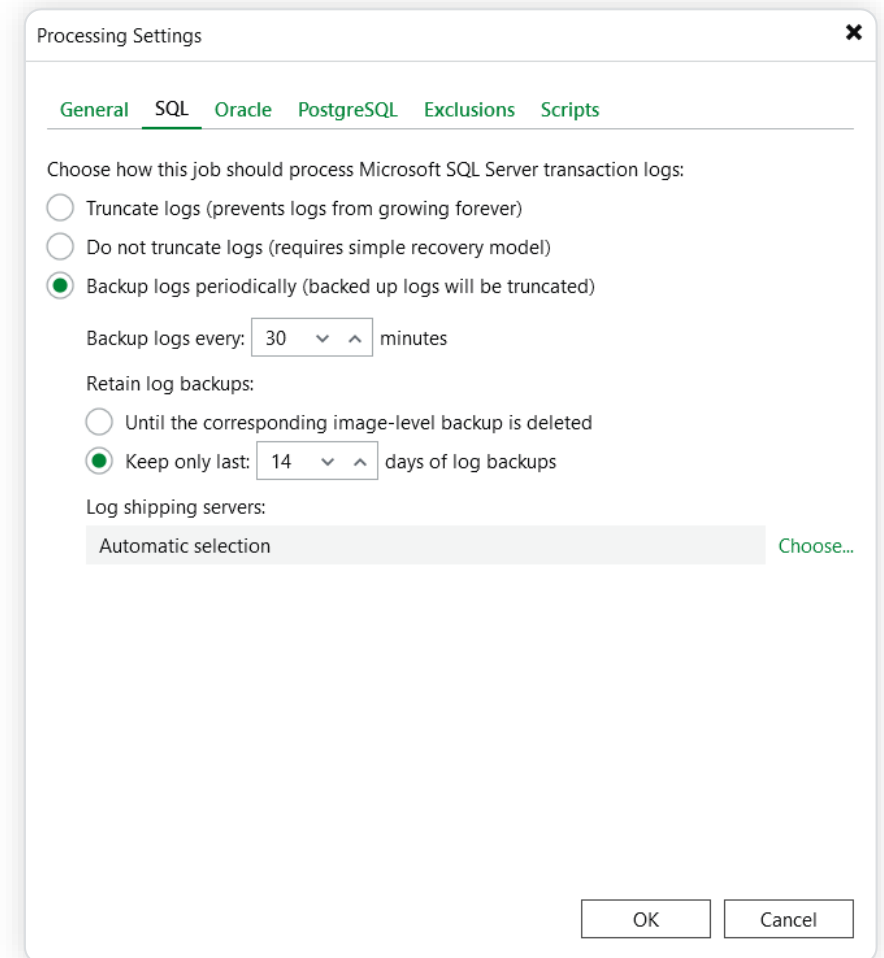 Processing Settings
General SQL Oracle PostgreSQL Exclusions Scripts
Choose how this job should process Microsoft SQL Server transaction logs:
Truncate logs (prevents logs from growing forever)
Do not truncate logs (requires simple recovery model)
Backup logs periodically (backed up logs will be truncated)
Backup logs every: 30 minutes
Retain log backups:
Until the corresponding image-level backup is deleted
Keep only last: 14 days of log backups
Log shipping servers:
Automatic selection Choose...
OK Cancel